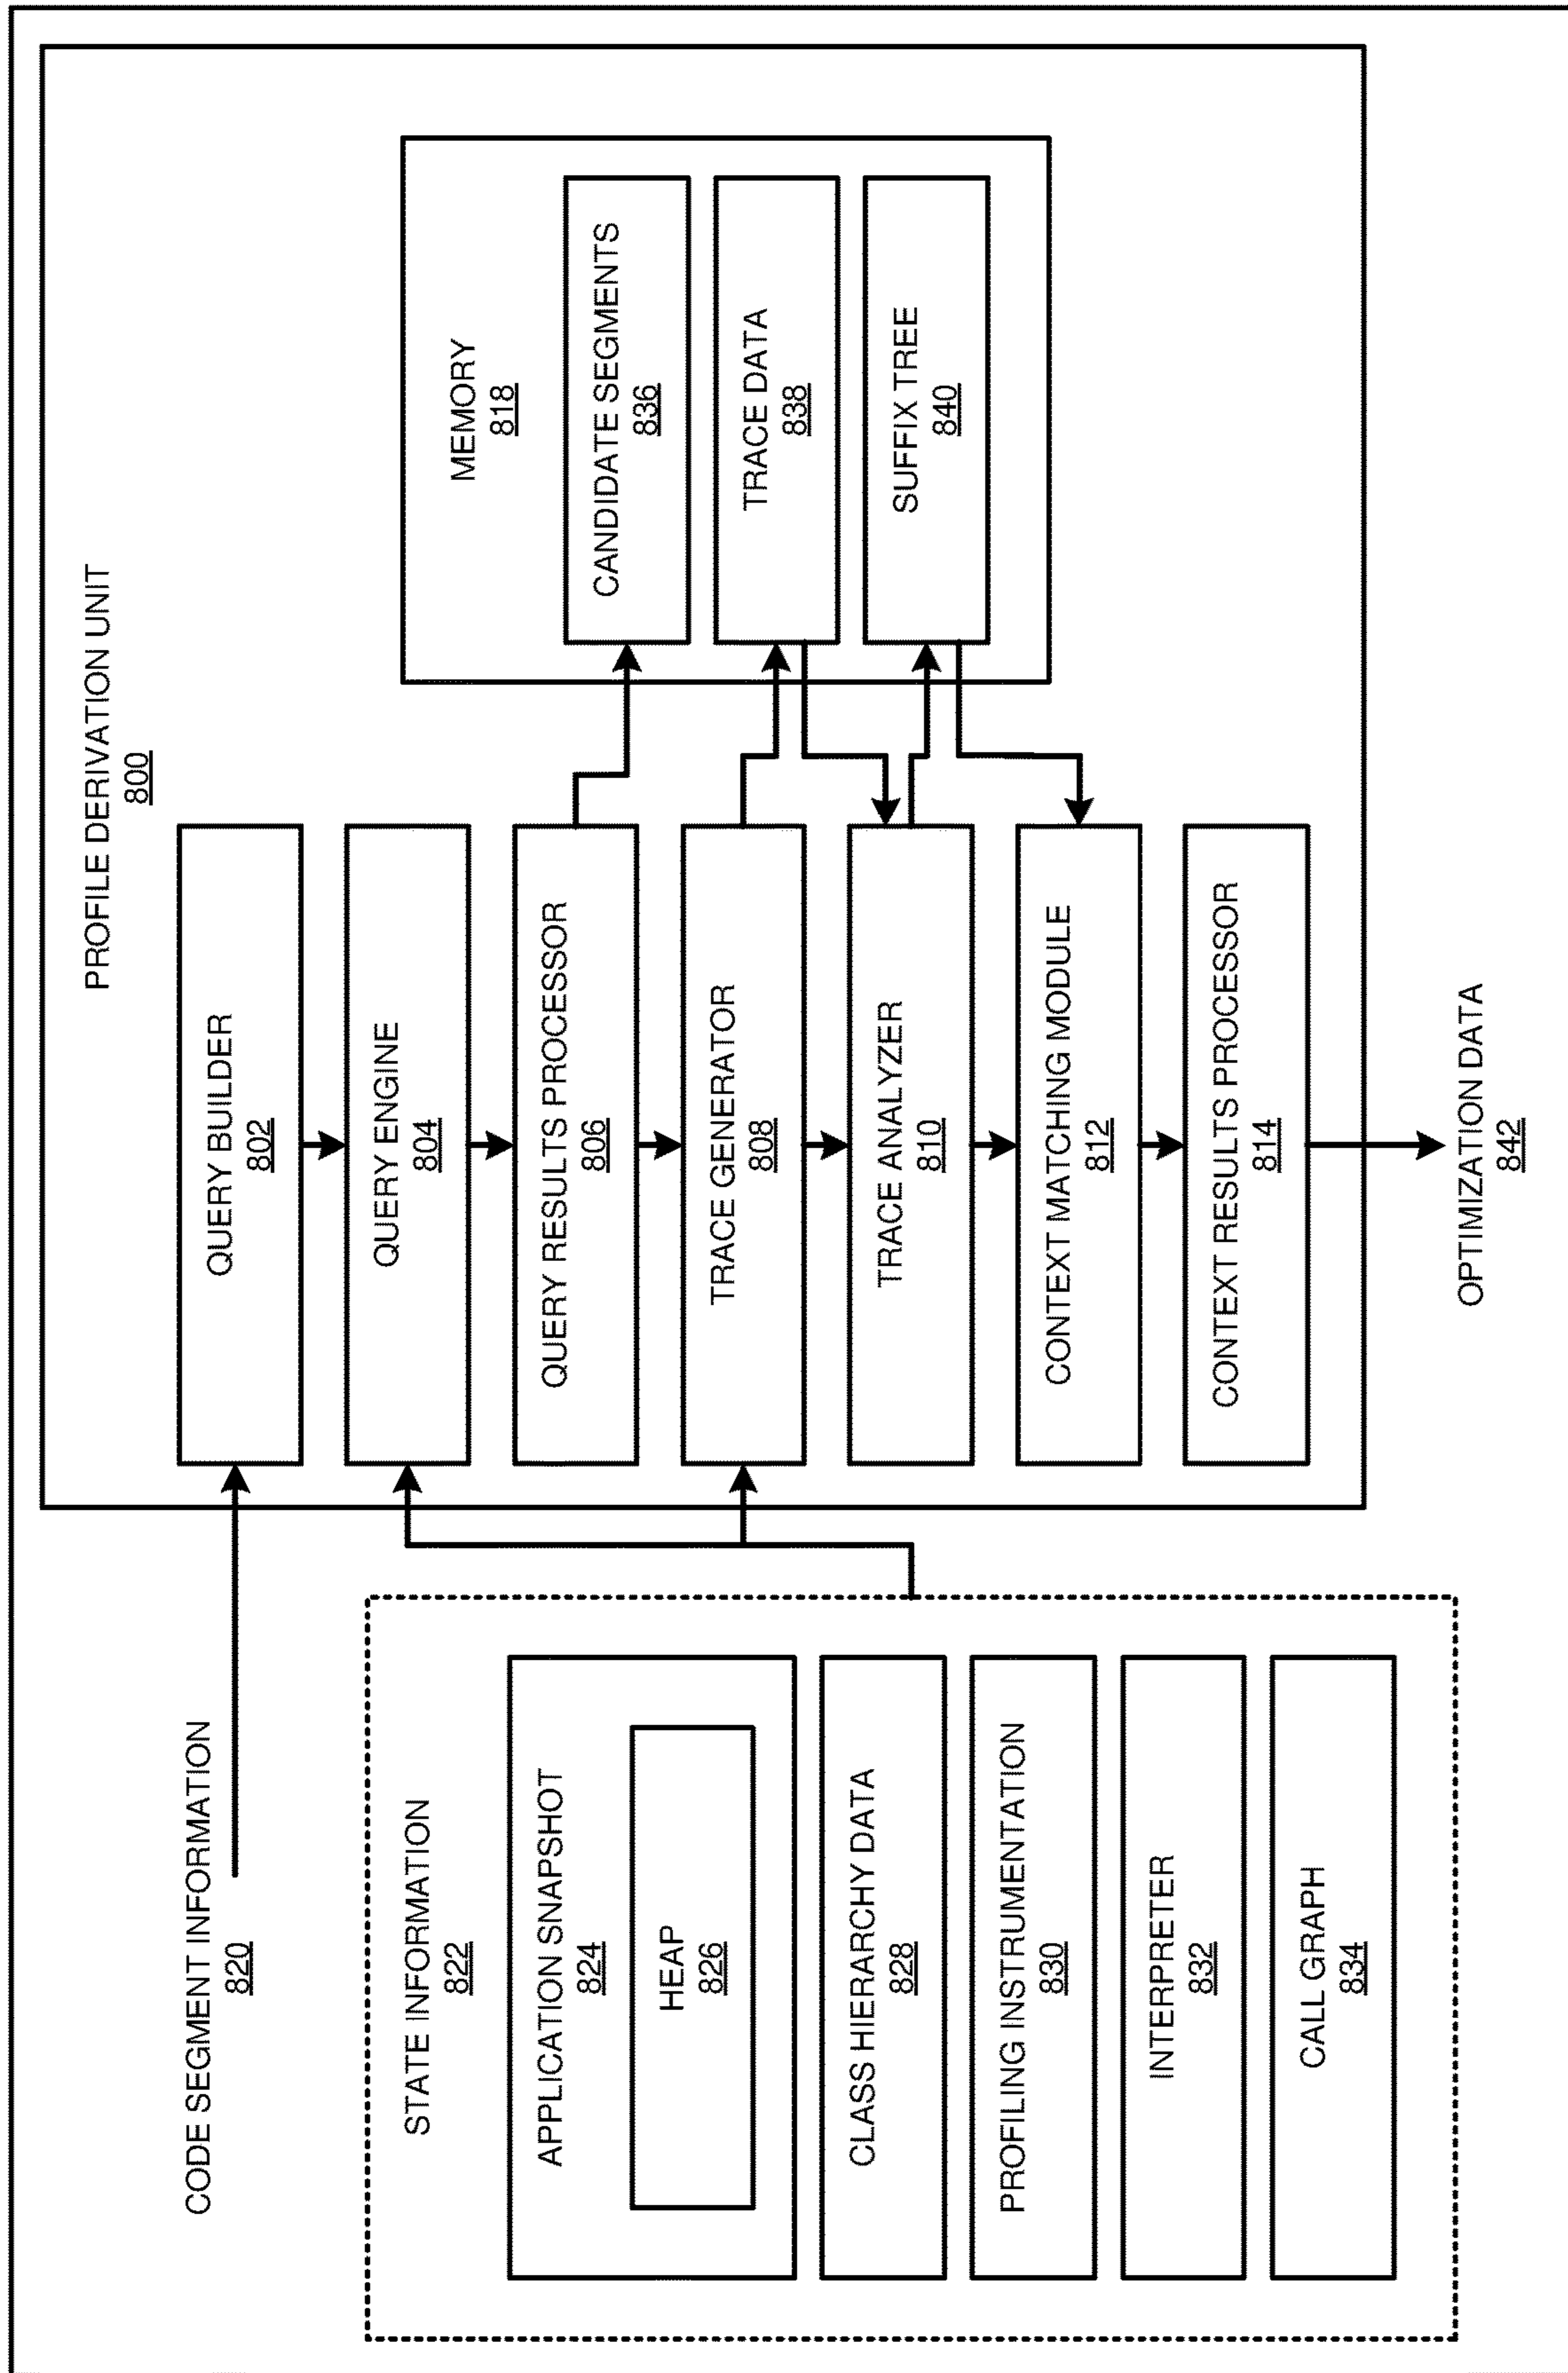 PROFILE DERIVATION UNIT
800
CODE SEGMENT INFORMATION
820
STATE INFORMATION
822
APPLICATION SNAPSHOT
824
HEAP
826
CLASS HIERARCHY DATA
828
PROFILING INSTRUMENTATION
830
INTERPRETER
832
CALL GRAPH
834
QUERY BUILDER
802
QUERY ENGINE
804
QUERY RESULTS PROCESSOR
806
TRACE GENERATOR
808
TRACE ANALYZER
810
CONTEXT MATCHING MODULE
812
CONTEXT RESULTS PROCESSOR
814
MEMORY
818
CANDIDATE SEGMENTS
836
TRACE DATA
838
SUFFIX TREE
840
OPTIMIZATION DATA
842